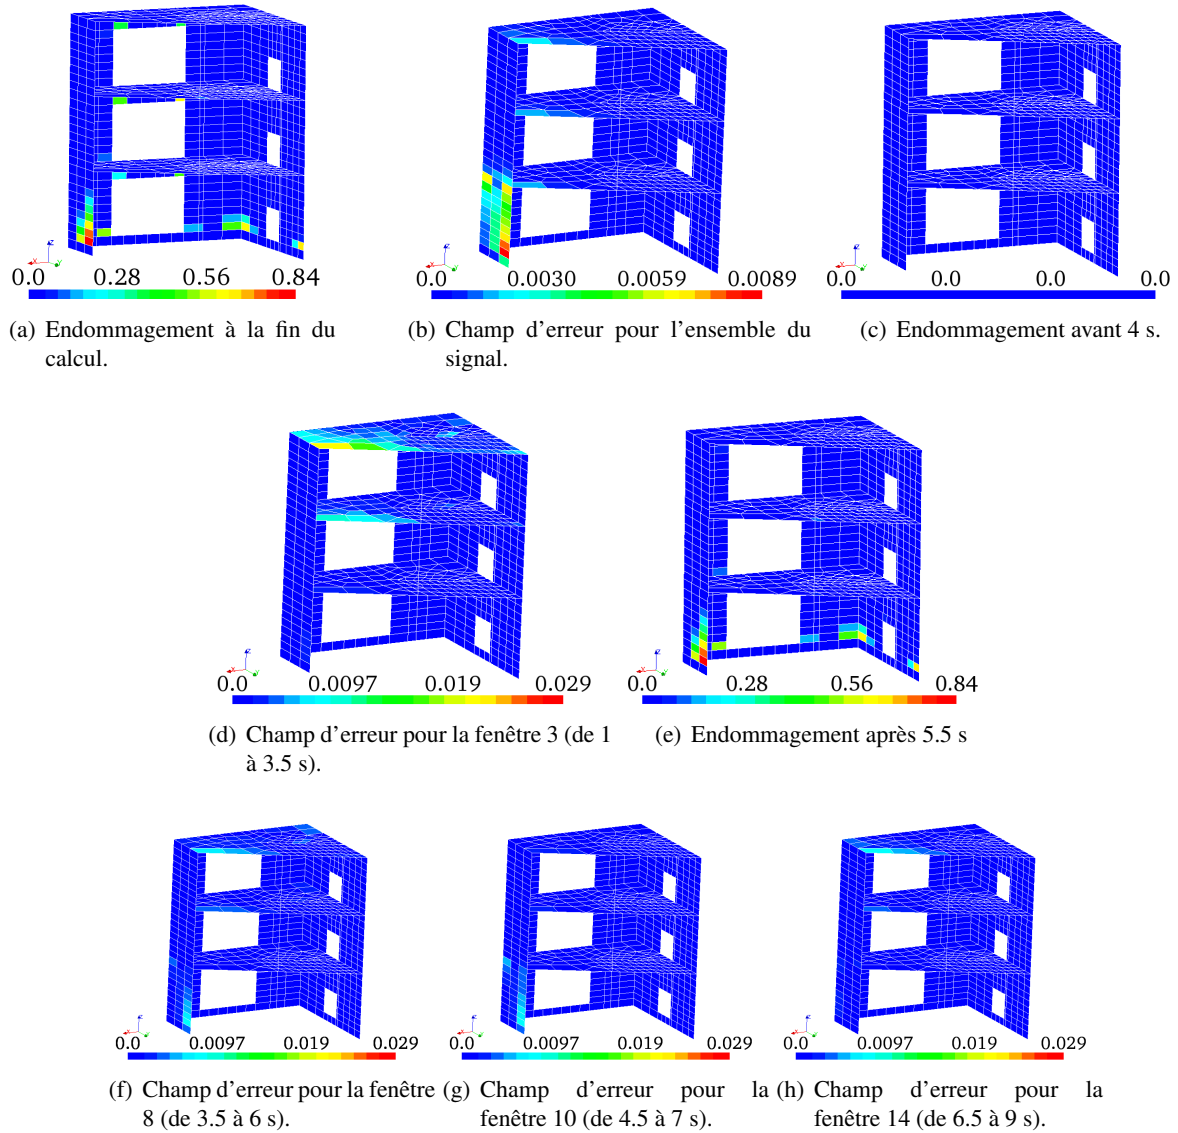 0.0 0.28 0.56 0.84
(a) Endommagement à la fin du
calcul.
0.0 0.0030 0.0059 0.0089
(b) Champ d'erreur pour l'ensemble du
signal.
0.0 0.0 0.0 0.0
(c) Endommagement avant 4 s.
0.0 0.0097 0.019 0.029
(d) Champ d'erreur pour la fenêtre 3 (de 1
à 3.5 s).
0.0 0.28 0.56 0.84
(e) Endommagement après 5.5 s
0.0 0.0097 0.019 0.029
(f) Champ d'erreur pour la fenêtre
8 (de 3.5 à 6 s).
0.0 0.0097 0.019 0.029
(g) Champ d'erreur pour la
fenêtre 10 (de 4.5 à 7 s).
0.0 0.0097 0.019 0.029
(h) Champ d'erreur pour la
fenêtre 14 (de 6.5 à 9 s).